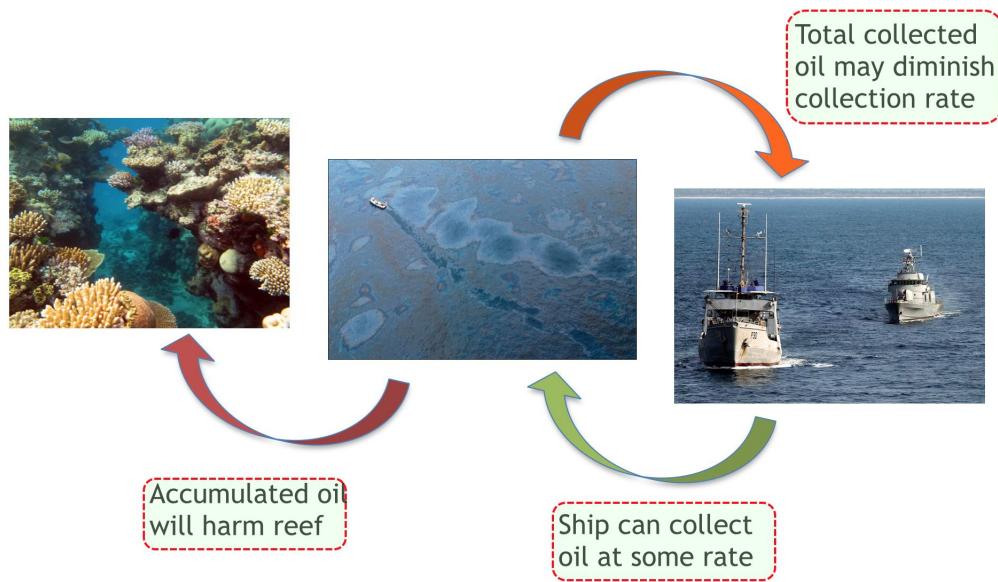 Total collected
oil may diminish
collection rate
Accumulated oil
will harm reef
Ship can collect
oil at some rate